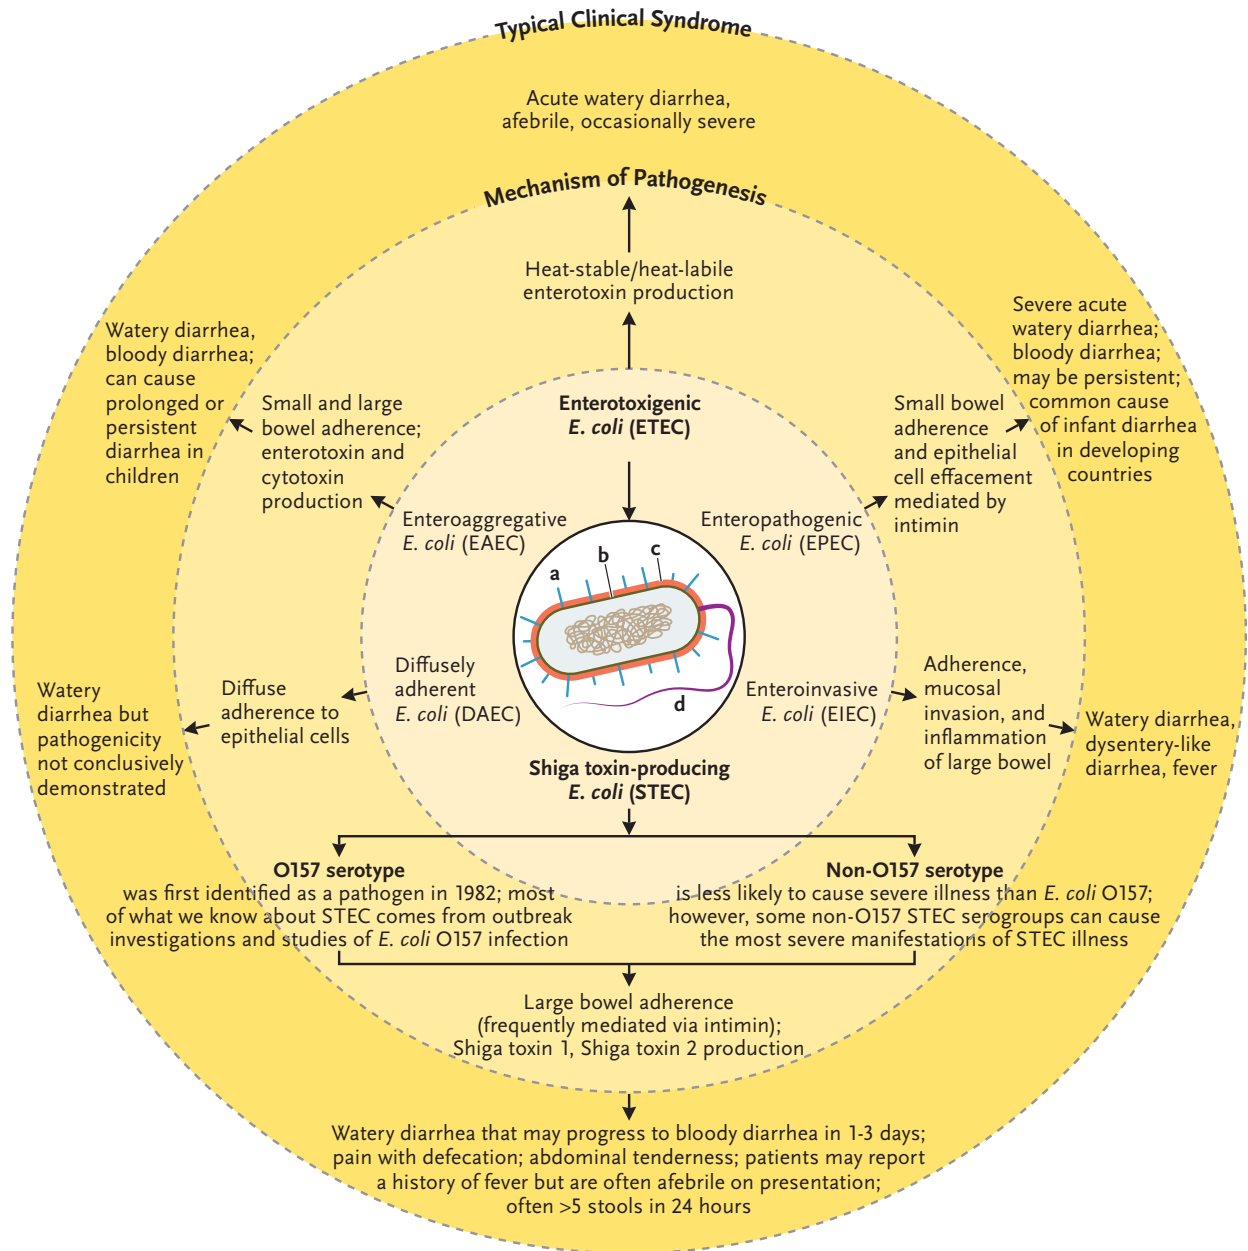 Typical Clinical Syndrome
Acute watery diarrhea,
afebrile, occasionally severe
Mechanism of Pathogenesis
Heat-stable/heat-labile
enterotoxin production
Enterotoxigenic
E. coli (ETEC)
Watery diarrhea,
bloody diarrhea;
can cause
prolonged or
persistent
diarrhea in
children
Small and large
bowel adherence;
enterotoxin and
cytotoxin
production
Enteroaggregative
E. coli (EAEC)
Severe acute
watery diarrhea;
bloody diarrhea;
may be persistent;
common cause
of infant diarrhea
in developing
countries
Small bowel
adherence
and epithelial
cell effacement
mediated by
intimin
Enteropathogenic
E. coli (EPEC)
a
b
c
d
Watery
diarrhea but
pathogenicity
not conclusively
demonstrated
Diffuse
adherence to
epithelial cells
Diffusely
adherent
E. coli (DAEC)
Enteroinvasive
E. coli (EIEC)
Adherence,
mucosal
invasion, and
inflammation
of large bowel
Watery diarrhea,
dysentery-like
diarrhea, fever
Shiga toxin-producing
E. coli (STEC)
O157 serotype
was first identified as a pathogen in 1982; most
of what we know about STEC comes from outbreak
investigations and studies of E. coli O157 infection
Non-O157 serotype
is less likely to cause severe illness than E. coli O157;
however, some non-O157 STEC serogroups can cause
the most severe manifestations of STEC illness
Large bowel adherence
(frequently mediated via intimin);
Shiga toxin 1, Shiga toxin 2 production
Watery diarrhea that may progress to bloody diarrhea in 1-3 days;
pain with defecation; abdominal tenderness; patients may report
a history of fever but are often afebrile on presentation;
often >5 stools in 24 hours